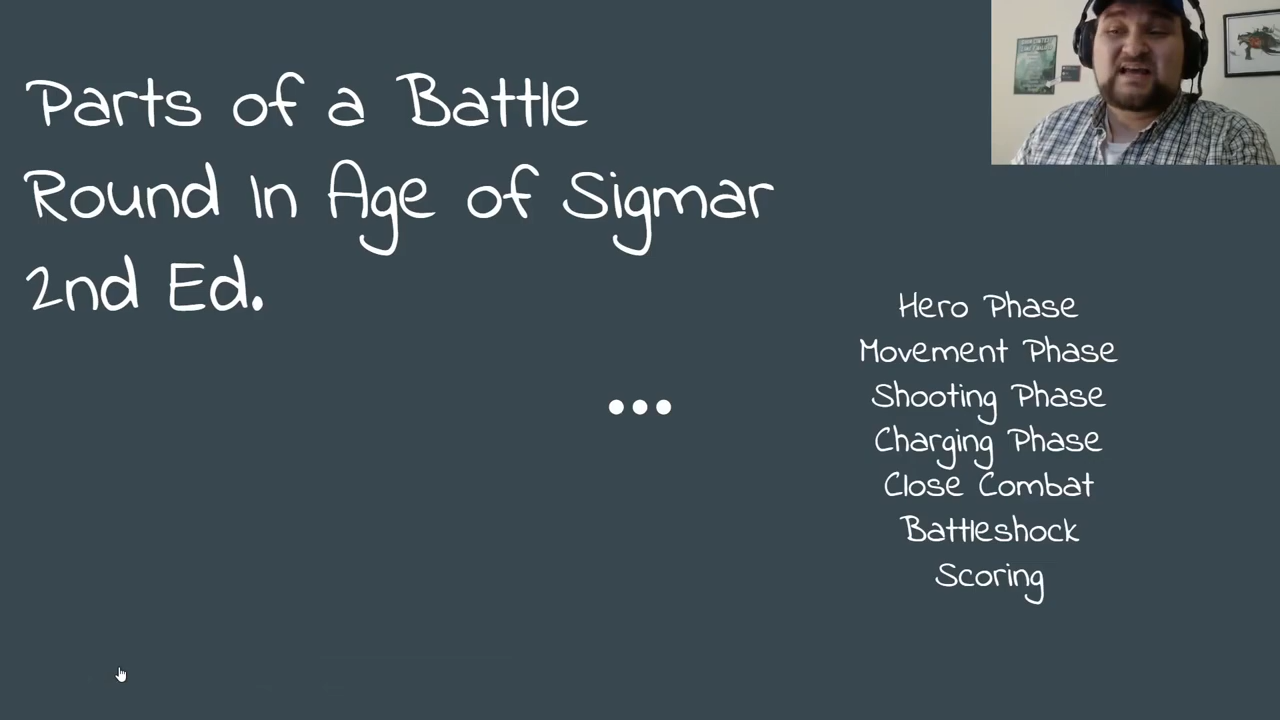 Parts of a Battle
Round In Age of Sigmar
2nd Ed.
Hero Phase
Movement Phase
Shooting Phase
Charging Phase
Close Combat
Battleshock
Scoring